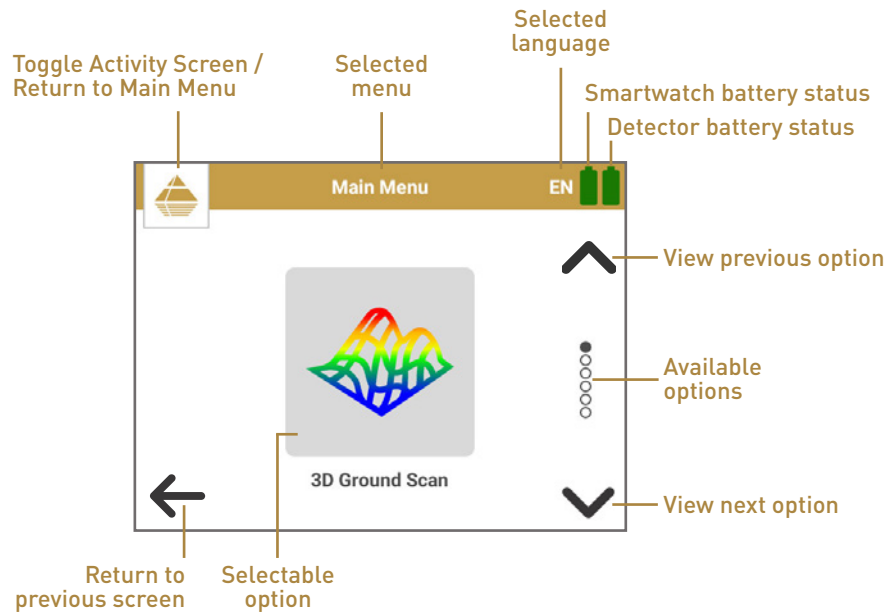 Selected
language
Toggle Activity Screen /
Return to Main Menu
Selected
menu
Smartwatch battery status
Detector battery status
Main Menu
EN
View previous option
Available
options
3D Ground Scan
View next option
Return to
previous screen
Selectable
option